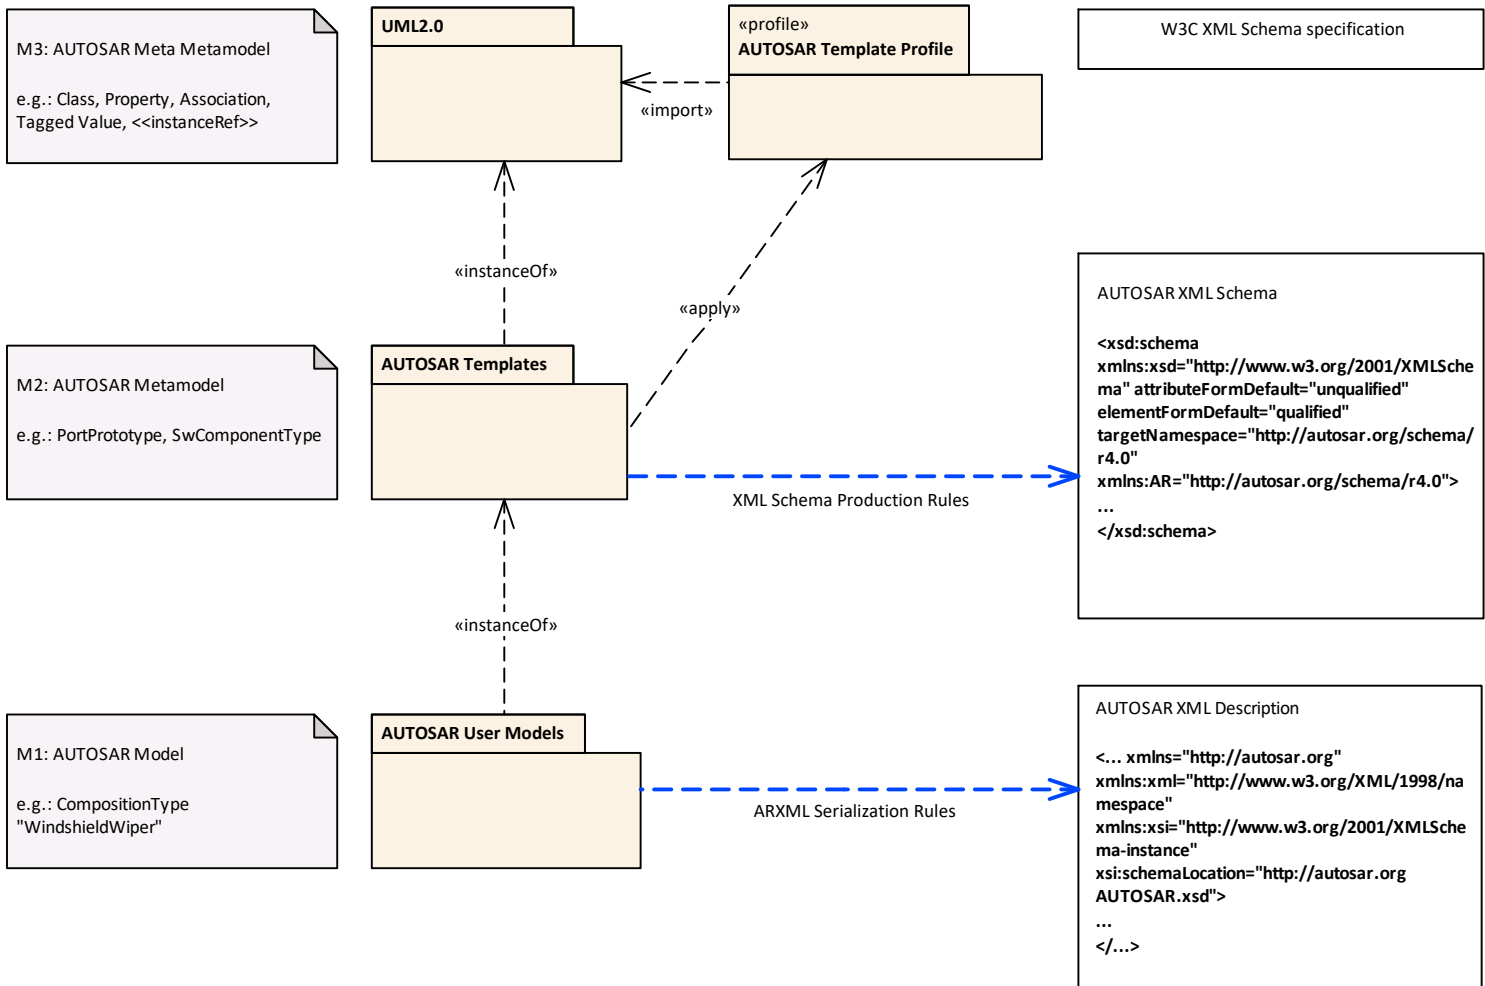 M3: AUTOSAR Meta Metamodel
e.g.: Class, Property, Association,
Tagged Value, <<instanceRef>>
UML2.0
«profile»
AUTOSAR Template Profile
W3C XML Schema specification
«import»
«instanceOf»
«apply»
M2: AUTOSAR Metamodel
e.g.: PortPrototype, SwComponentType
AUTOSAR Templates
XML Schema Production Rules
AUTOSAR XML Schema
<xsd:schema
xmlns:xsd="http://www.w3.org/2001/XMLSche
ma" attributeFormDefault="unqualified"
elementFormDefault="qualified"
targetNamespace="http://autosar.org/schema/
r4.0"
xmlns:AR="http://autosar.org/schema/r4.0">
...
</xsd:schema>
«instanceOf»
M1: AUTOSAR Model
e.g.: CompositionType
"WindshieldWiper"
AUTOSAR User Models
ARXML Serialization Rules
AUTOSAR XML Description
<... xmlns="http://autosar.org"
xmlns:xml="http://www.w3.org/XML/1998/na
mespace"
xmlns:xsi="http://www.w3.org/2001/XMLSche
ma-instance"
xsi:schemaLocation="http://autosar.org
AUTOSAR.xsd">
...
</...>